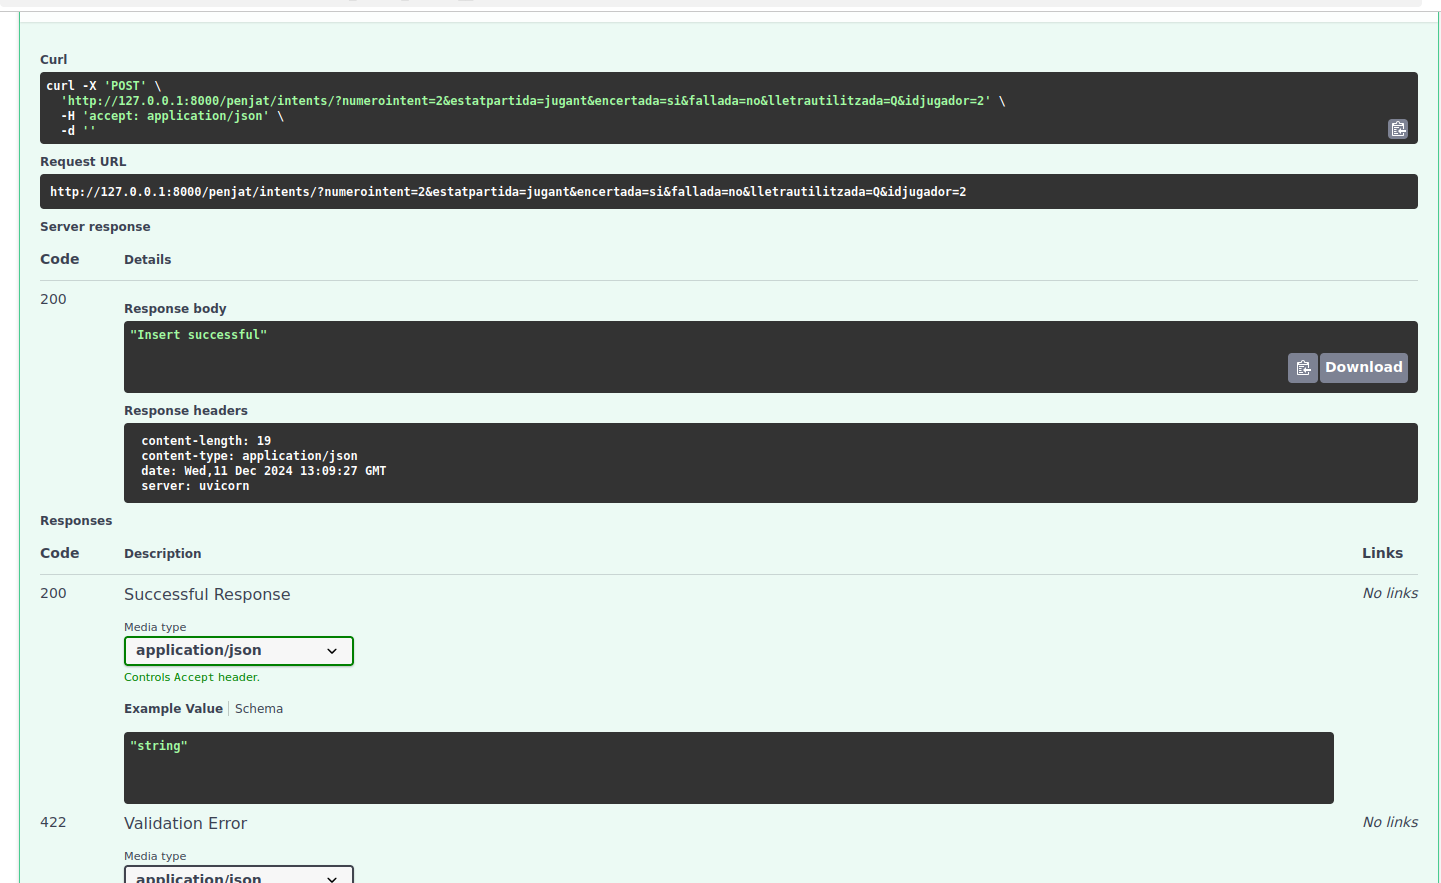 Curl
curl -X 'POST' \
'http://127.0.0.1:8000/penjat/intents/?numerointent=2&estatpartida=jugant&encertada=si&fallada=no&lletrautilitzada=Q&idjugador=2' \
-H 'accept: application/json' \
-d ''
Request URL
http://127.0.0.1:8000/penjat/intents/?numerointent=2&estatpartida=jugant&encertada=si&fallada=no&lletrautilitzada=Q&idjugador=2
Server response
Code Details
200
Response body
"Insert successful"
Download
Response headers
content-length: 19
content-type: application/json
date: Wed,11 Dec 2024 13:09:27 GMT
server: uvicorn
Responses
Code Description Links
200 Successful Response No links
Media type
application/json
Controls Accept header.
Example Value Schema
"string"
422 Validation Error No links
Media type
application/json